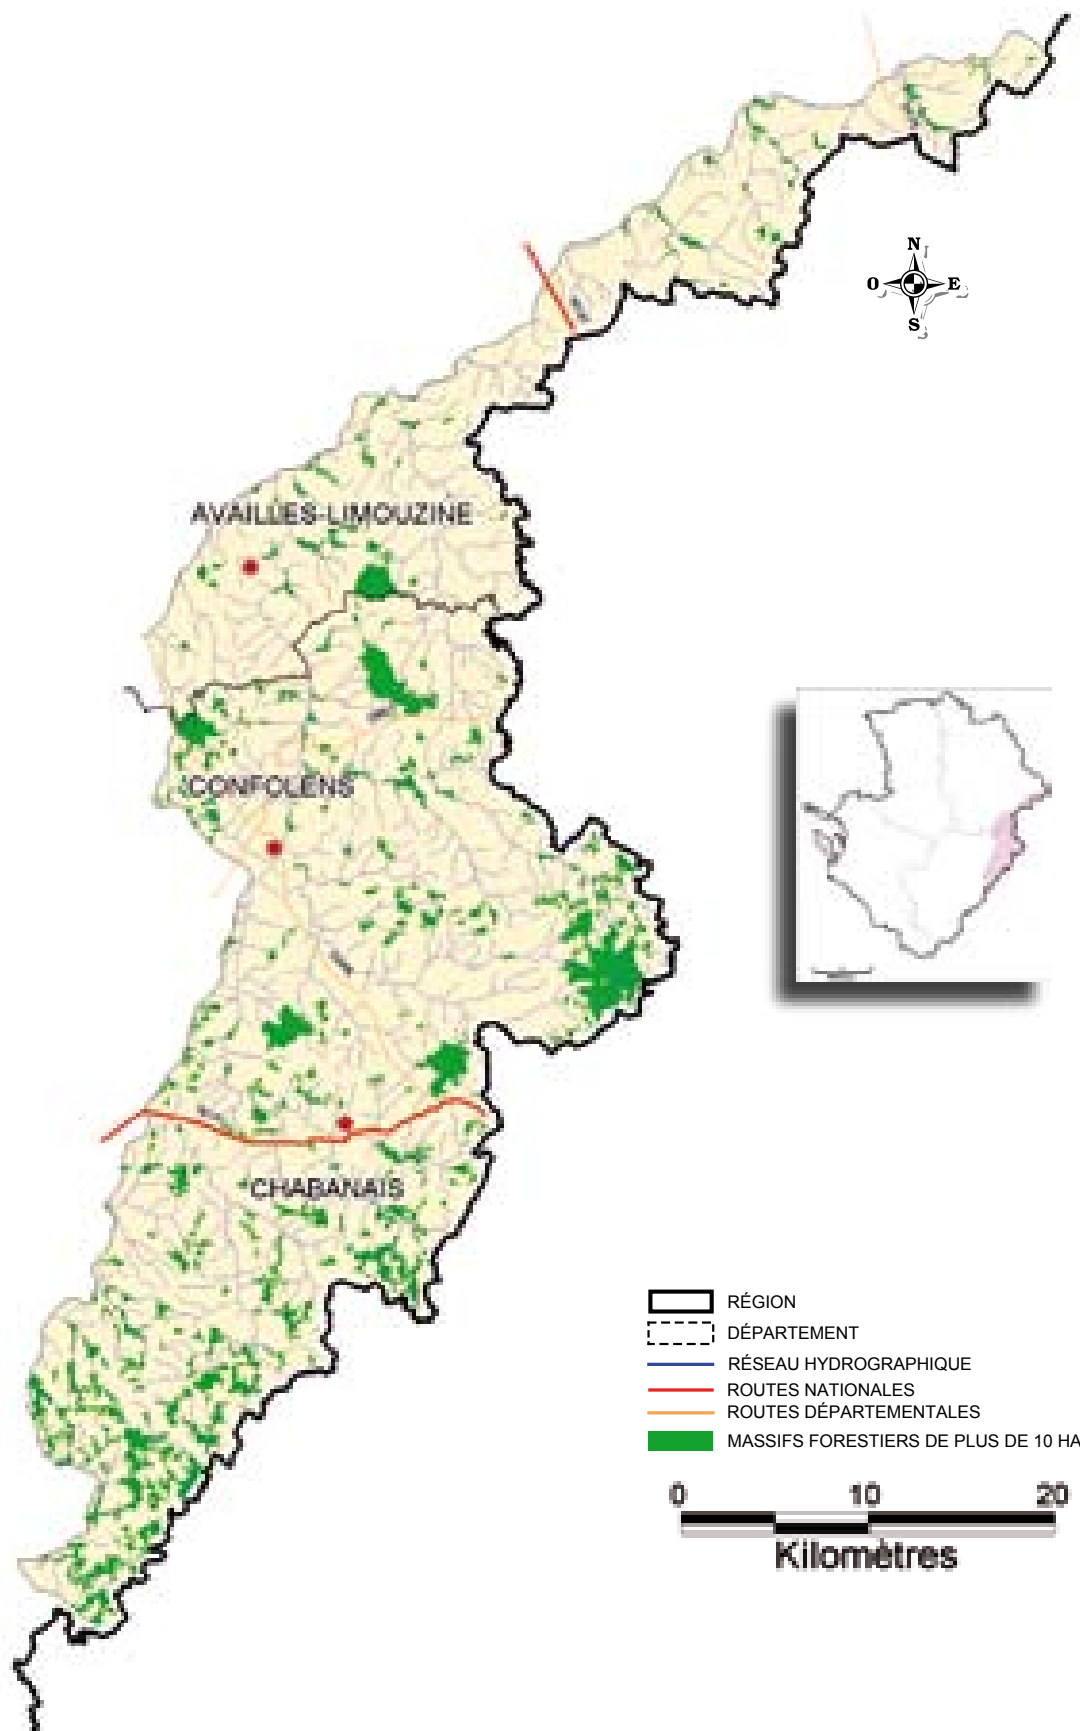 N
O E
S
AVAILLES-LIMOUZINE
CONFOLENS
CHABANAIS
RÉGION
DÉPARTEMENT
RÉSEAU HYDROGRAPHIQUE
ROUTES NATIONALES
ROUTES DÉPARTEMENTALES
MASSIFS FORESTIERS DE PLUS DE 10 HA
0 10 20
Kilomètres